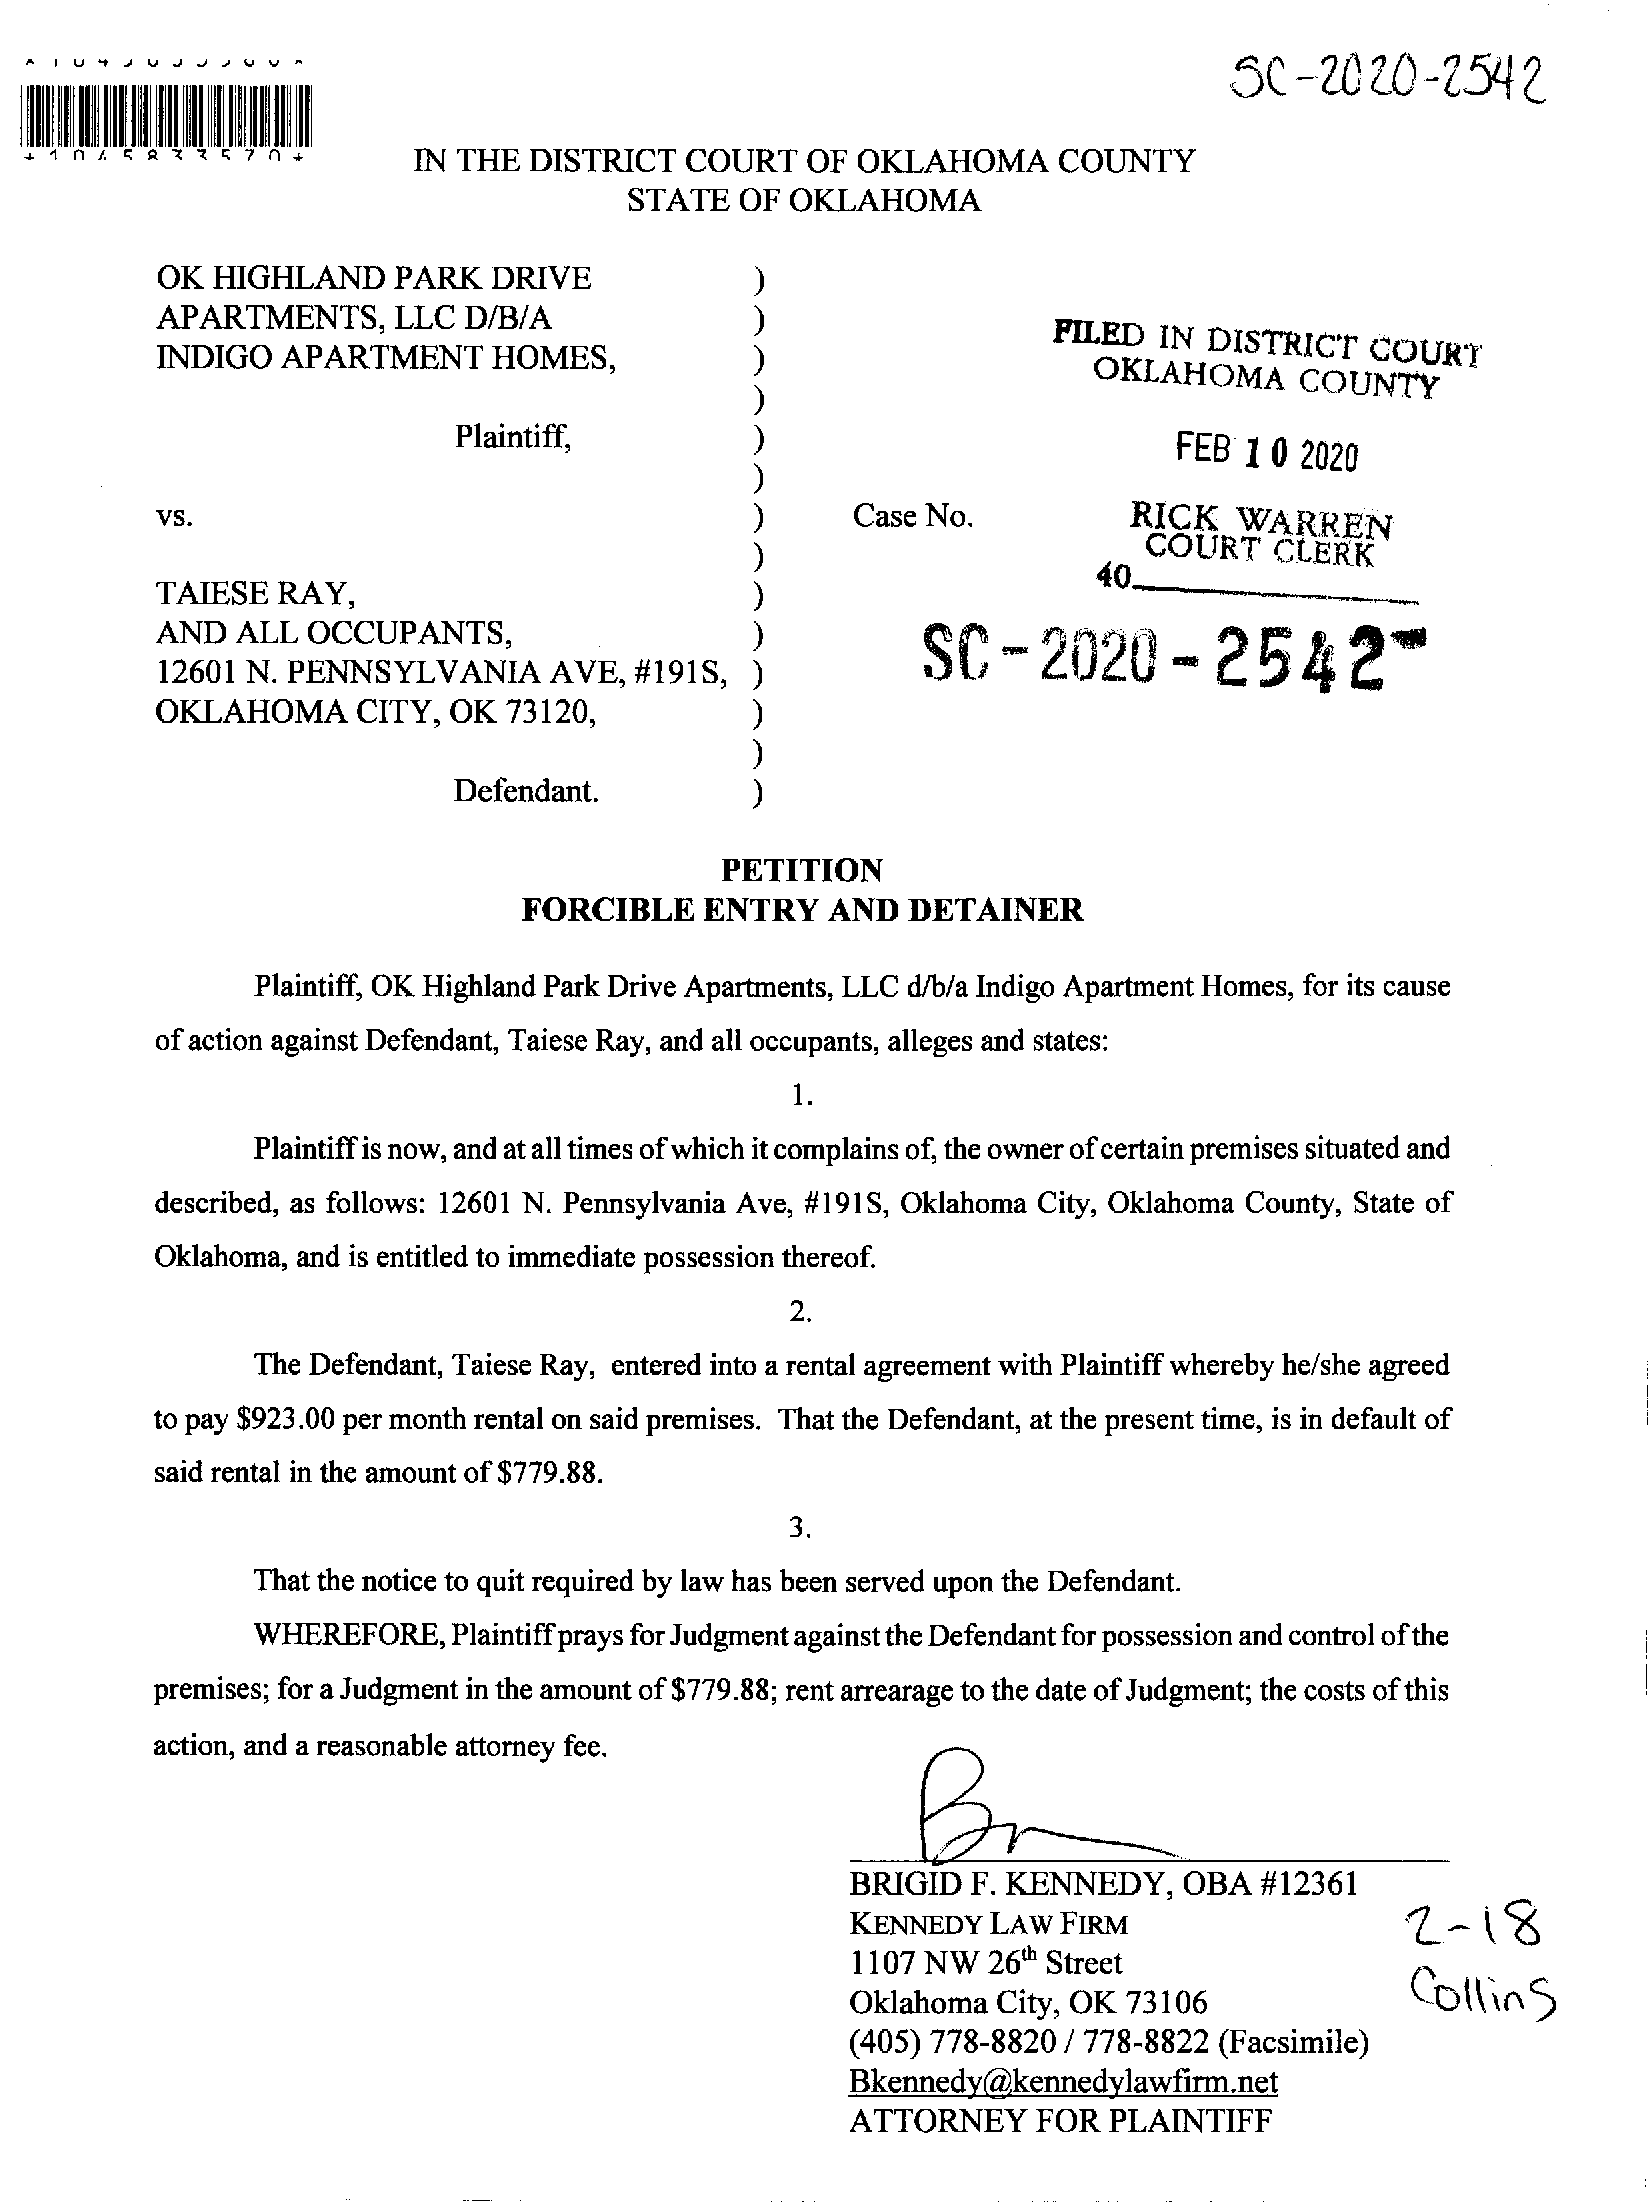 SC-2020-2542
IN THE DISTRICT COURT OF OKLAHOMA COUNTY
STATE OF OKLAHOMA
OK HIGHLAND PARK DRIVE )
APARTMENTS, LLC D/B/A )
INDIGO APARTMENT HOMES, )
)
Plaintiff, )
)
vs. ) Case No.
)
TAIESE RAY, )
AND ALL OCCUPANTS, )
12601 N. PENNSYLVANIA AVE, #191S, )
OKLAHOMA CITY, OK 73120, )
)
Defendant. )
FILED IN DISTRICT COURT
OKLAHOMA COUNTY
FEB 10 2020
RICK WARREN
COURT CLERK
40
SC-2020-2542
PETITION
FORCIBLE ENTRY AND DETAINER
Plaintiff, OK Highland Park Drive Apartments, LLC d/b/a Indigo Apartment Homes, for its cause
of action against Defendant, Taiese Ray, and all occupants, alleges and states:
1.
Plaintiff is now, and at all times of which it complains of, the owner of certain premises situated and
described, as follows: 12601 N. Pennsylvania Ave, #191S, Oklahoma City, Oklahoma County, State of
Oklahoma, and is entitled to immediate possession thereof.
2.
The Defendant, Taiese Ray, entered into a rental agreement with Plaintiff whereby he/she agreed
to pay $923.00 per month rental on said premises. That the Defendant, at the present time, is in default of
said rental in the amount of $779.88.
3.
That the notice to quit required by law has been served upon the Defendant.
WHEREFORE, Plaintiff prays for Judgment against the Defendant for possession and control of the
premises; for a Judgment in the amount of $779.88; rent arrearage to the date of Judgment; the costs of this
action, and a reasonable attorney fee.
BRIGID F. KENNEDY, OBA #12361
KENNEDY LAW FIRM
1107 NW 26th Street
Oklahoma City, OK 73106
(405) 778-8820 / 778-8822 (Facsimile)
Bkennedy@kennedylawfirm.net
ATTORNEY FOR PLAINTIFF
2-18
Collins